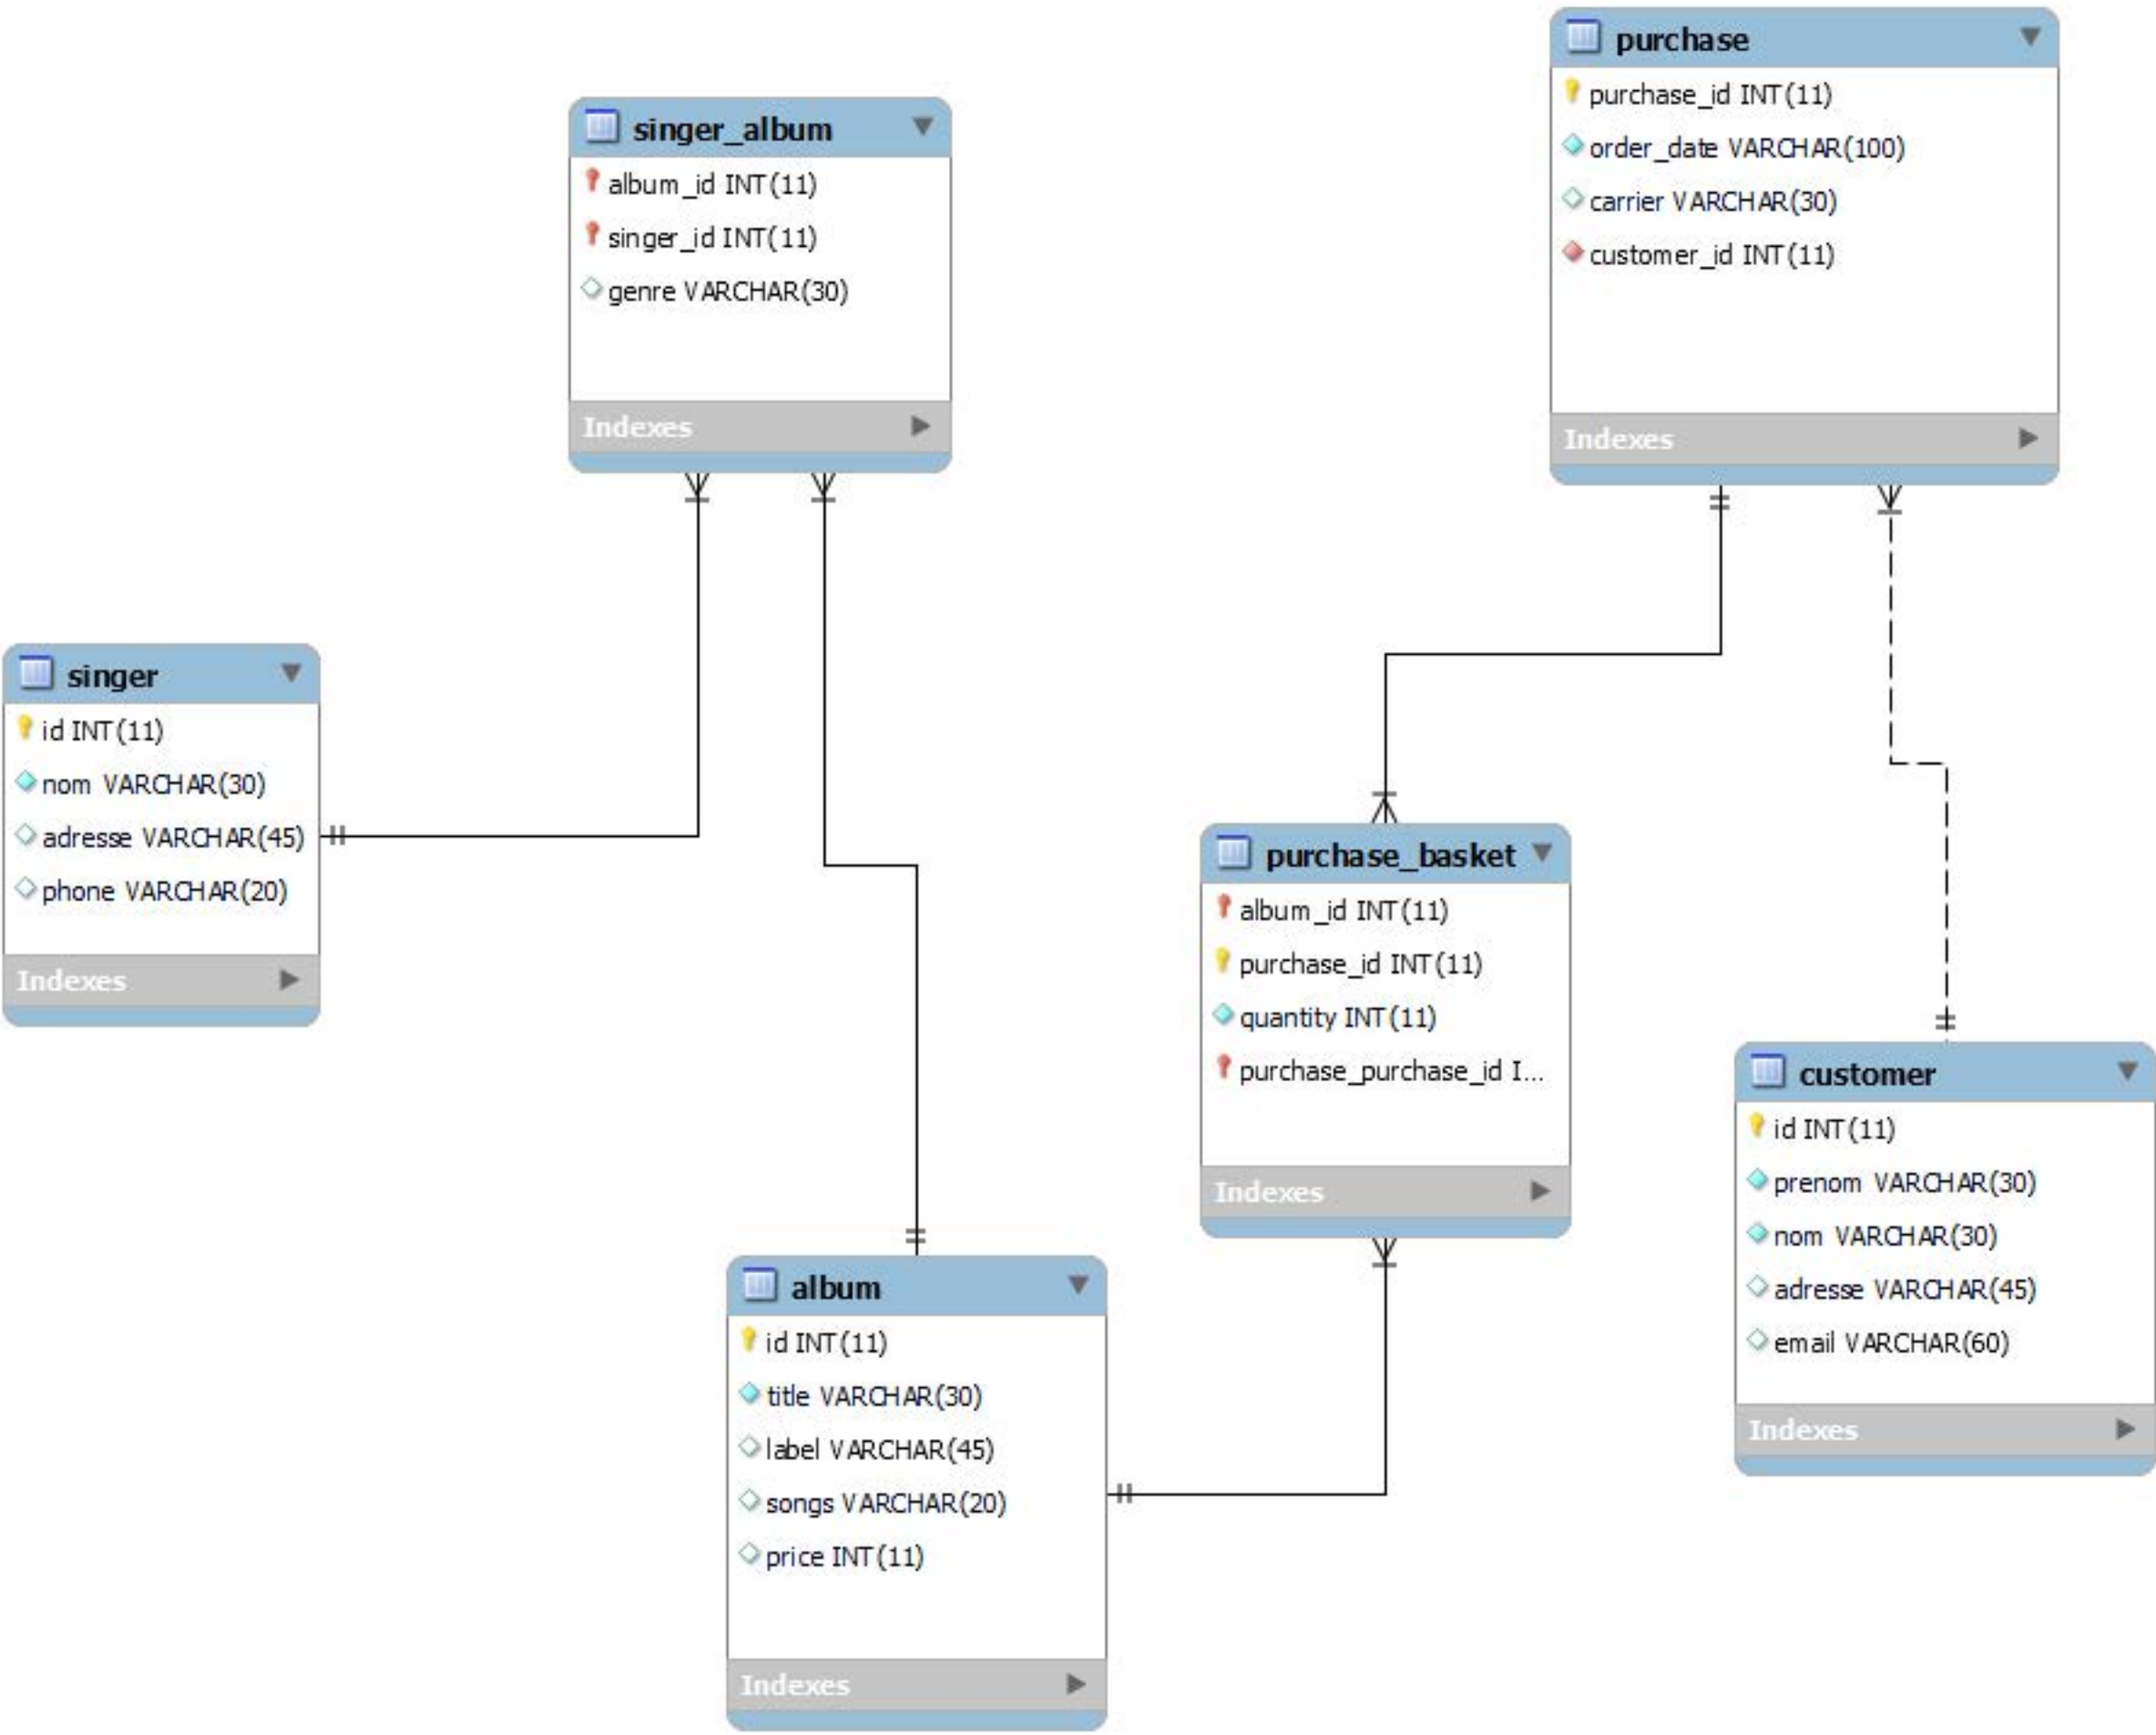 purchase
purchase_id INT(11)
order_date VARCHAR(100)
carrier VARCHAR(30)
customer_id INT(11)
Indexes
singer_album
album_id INT(11)
singer_id INT(11)
genre VARCHAR(30)
Indexes
singer
id INT(11)
nom VARCHAR(30)
adresse VARCHAR(45)
phone VARCHAR(20)
Indexes
purchase_basket
album_id INT(11)
purchase_id INT(11)
quantity INT(11)
purchase_purchase_id I...
Indexes
customer
id INT(11)
prenom VARCHAR(30)
nom VARCHAR(30)
adresse VARCHAR(45)
email VARCHAR(60)
Indexes
album
id INT(11)
title VARCHAR(30)
label VARCHAR(45)
songs VARCHAR(20)
price INT(11)
Indexes